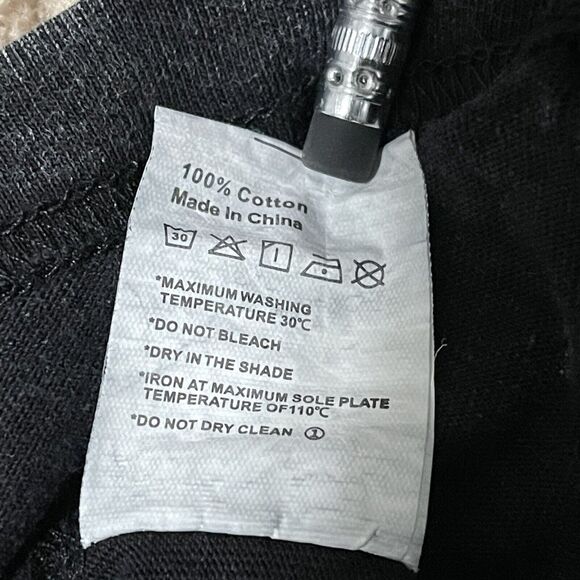 100% Cotton
Made in China
30
*MAXIMUM WASHING
TEMPERATURE 30℃
*DO NOT BLEACH
*DRY IN THE SHADE
*IRON AT MAXIMUM SOLE PLATE
TEMPERATURE OF110℃
*DO NOT DRY CLEAN ①